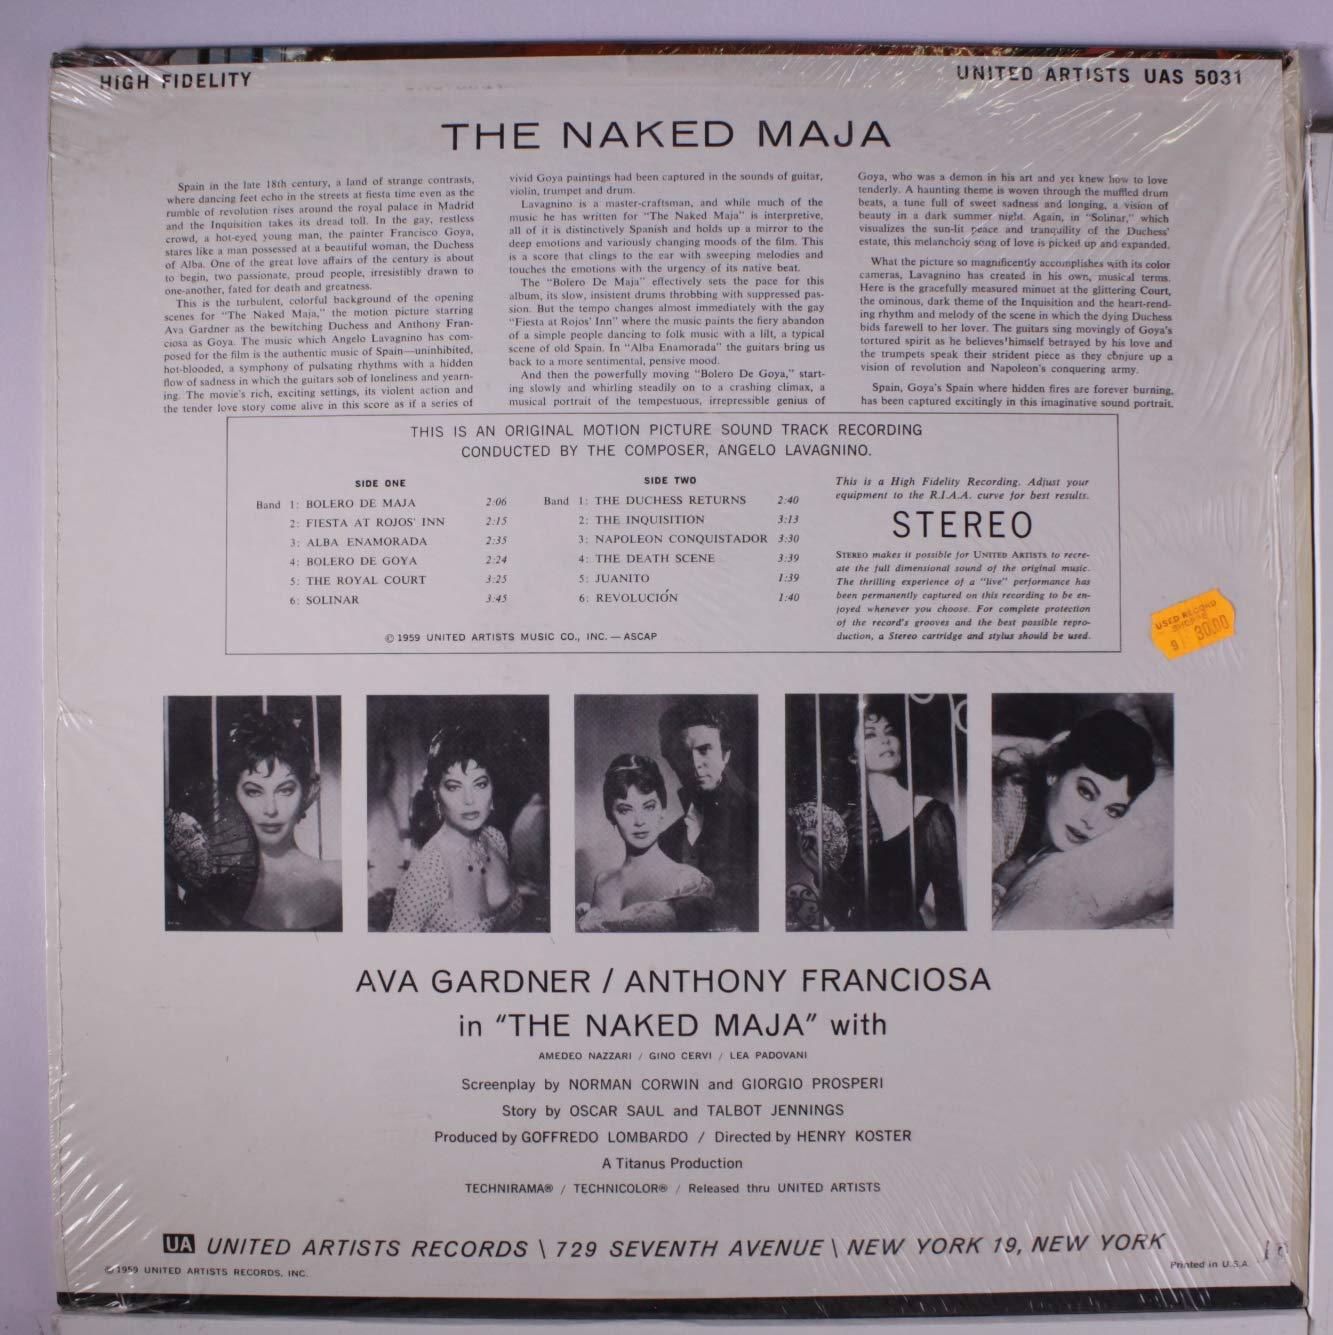 HIGH FIDELITY
UNITED ARTISTS UAS 5031
THE NAKED MAJA
Spain in the late 18th century, a land of strange contrasts,
where dancing feet echo in the streets at fiesta time even as the
rumble of revolution rises around the royal palace in Madrid
and the Inquisition takes its dread toll. In the gay, restless
crowd, a hot-eyed young man, the painter Francisco Goya,
stares like a man possessed at a beautiful woman, the Duchess
of Alba. One of the great love affairs of the century is about
to begin, two passionate, proud people, irresistibly drawn to
one-another, fated for death and greatness.
This is the turbulent, colorful background of the opening
scenes for "The Naked Maja," the motion picture starring
Ava Gardner as the bewitching Duchess and Anthony Fran-
ciosa as Goya. The music which Angelo Lavagnino has com-
posed for the film is the authentic music of Spain—uninhibited,
hot-blooded, a symphony of pulsating rhythms with a hidden
flow of sadness in which the guitars sob of loneliness and yearn-
ing. The movie's rich, exciting settings, its violent action and
the tender love story come alive in this score as if a series of
vivid Goya paintings had been captured in the sounds of guitar,
violin, trumpet and drum.
Lavagnino is a master-craftsman, and while much of the
music he has written for "The Naked Maja" is interpretive,
all of it is distinctively Spanish and holds up a mirror to the
deep emotions and variously changing moods of the film. This
is a score that clings to the ear with sweeping melodies and
touches the emotions with the urgency of its native beat.
The "Bolero De Maja" effectively sets the pace for this
album, its slow, insistent drums throbbing with suppressed pas-
sion. But the tempo changes almost immediately with the gay
"Fiesta at Rojos' Inn" where the music paints the fiery abandon
of a simple people dancing to folk music with a lilt, a typical
scene of old Spain. In "Alba Enamorada" the guitars bring us
back to a more sentimental, pensive mood.
And then the powerfully moving "Bolero De Goya," start-
ing slowly and whirling steadily on to a crashing climax, a
musical portrait of the tempestuous, irrepressible genius of
Goya, who was a demon in his art and yet knew how to love
tenderly. A haunting theme is woven through the muffled drum
beats, a tune full of sweet sadness and longing, a vision of
beauty in a dark summer night. Again, in "Solinar," which
visualizes the sun-lit peace and tranquility of the Duchess'
estate, this melancholy song of love is picked up and expanded.
What the picture so magnificently accomplishes with its color
cameras, Lavagnino has created in his own, musical terms.
Here is the gracefully measured minuet at the glittering Court,
the ominous, dark theme of the Inquisition and the heart-rend-
ing rhythm and melody of the scene in which the dying Duchess
bids farewell to her lover. The guitars sing movingly of Goya's
tortured spirit as he believes himself betrayed by his love and
the trumpets speak their strident piece as they conjure up a
vision of revolution and Napoleon's conquering army.
Spain, Goya's Spain where hidden fires are forever burning,
has been captured excitingly in this imaginative sound portrait.
THIS IS AN ORIGINAL MOTION PICTURE SOUND TRACK RECORDING
CONDUCTED BY THE COMPOSER, ANGELO LAVAGNINO.
SIDE ONE
Band 1: BOLERO DE MAJA 2:06
2: FIESTA AT ROJOS' INN 2:15
3: ALBA ENAMORADA 2:35
4: BOLERO DE GOYA 2:24
5: THE ROYAL COURT 3:25
6: SOLINAR 3:45
SIDE TWO
Band 1: THE DUCHESS RETURNS 2:40
2: THE INQUISITION 3:13
3: NAPOLEON CONQUISTADOR 3:30
4: THE DEATH SCENE 3:39
5: JUANITO 1:39
6: REVOLUCIÓN 1:40
© 1959 UNITED ARTISTS MUSIC CO., INC. — ASCAP
This is a High Fidelity Recording. Adjust your
equipment to the R.I.A.A. curve for best results.
STEREO
STEREO makes it possible for UNITED ARTISTS to recre-
ate the full dimensional sound of the original music.
The thrilling experience of a "live" performance has
been permanently captured on this recording to be en-
joyed whenever you choose. For complete protection
of the record's grooves and the best possible repro-
duction, a Stereo cartridge and stylus should be used.
USED RECORD
SHOPPE
9 30.00
AVA GARDNER / ANTHONY FRANCIOSA
in "THE NAKED MAJA" with
AMEDEO NAZZARI / GINO CERVI / LEA PADOVANI
Screenplay by NORMAN CORWIN and GIORGIO PROSPERI
Story by OSCAR SAUL and TALBOT JENNINGS
Produced by GOFFREDO LOMBARDO / Directed by HENRY KOSTER
A Titanus Production
TECHNIRAMA® / TECHNICOLOR® / Released thru UNITED ARTISTS
UA UNITED ARTISTS RECORDS \ 729 SEVENTH AVENUE \ NEW YORK 19, NEW YORK
© 1959 UNITED ARTISTS RECORDS, INC.
Printed in U.S.A.